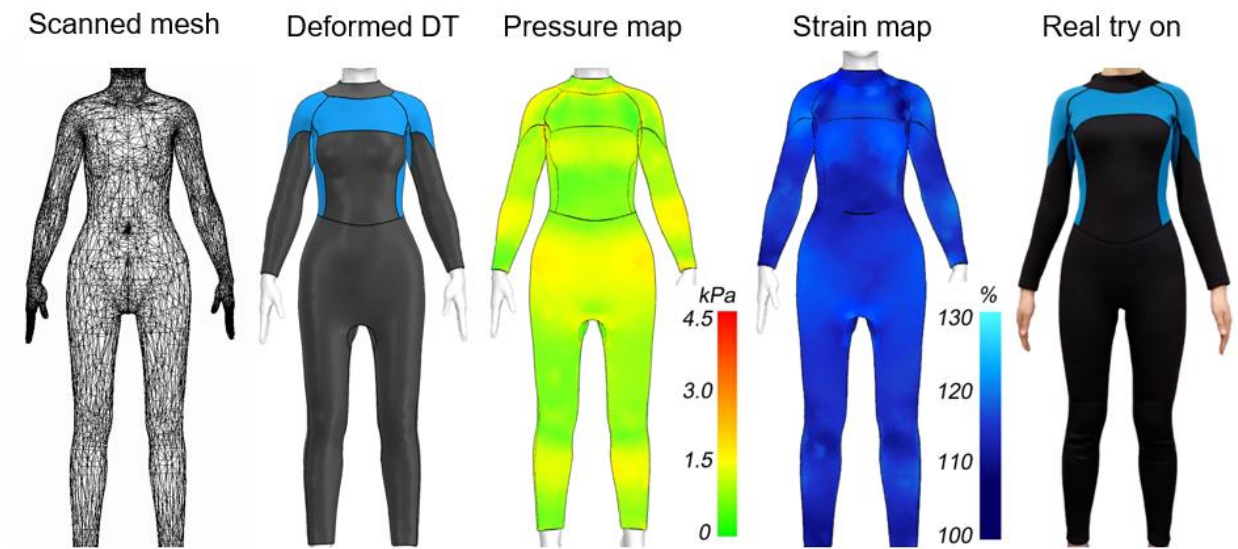 Scanned mesh
Deformed DT
Pressure map
Strain map
Real try on
kPa
4.5
3.0
1.5
0
%
130
120
110
100